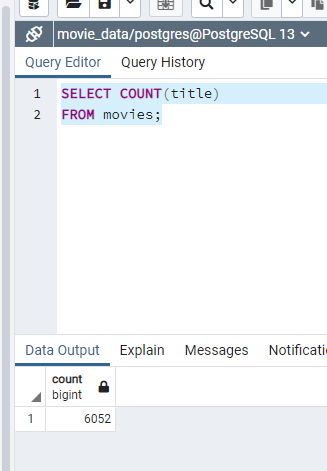 movie_data/postgres@PostgreSQL 13
Query Editor Query History
1 SELECT COUNT(title)
2 FROM movies;
Data Output Explain Messages Notificati
count
bigint
1 6052